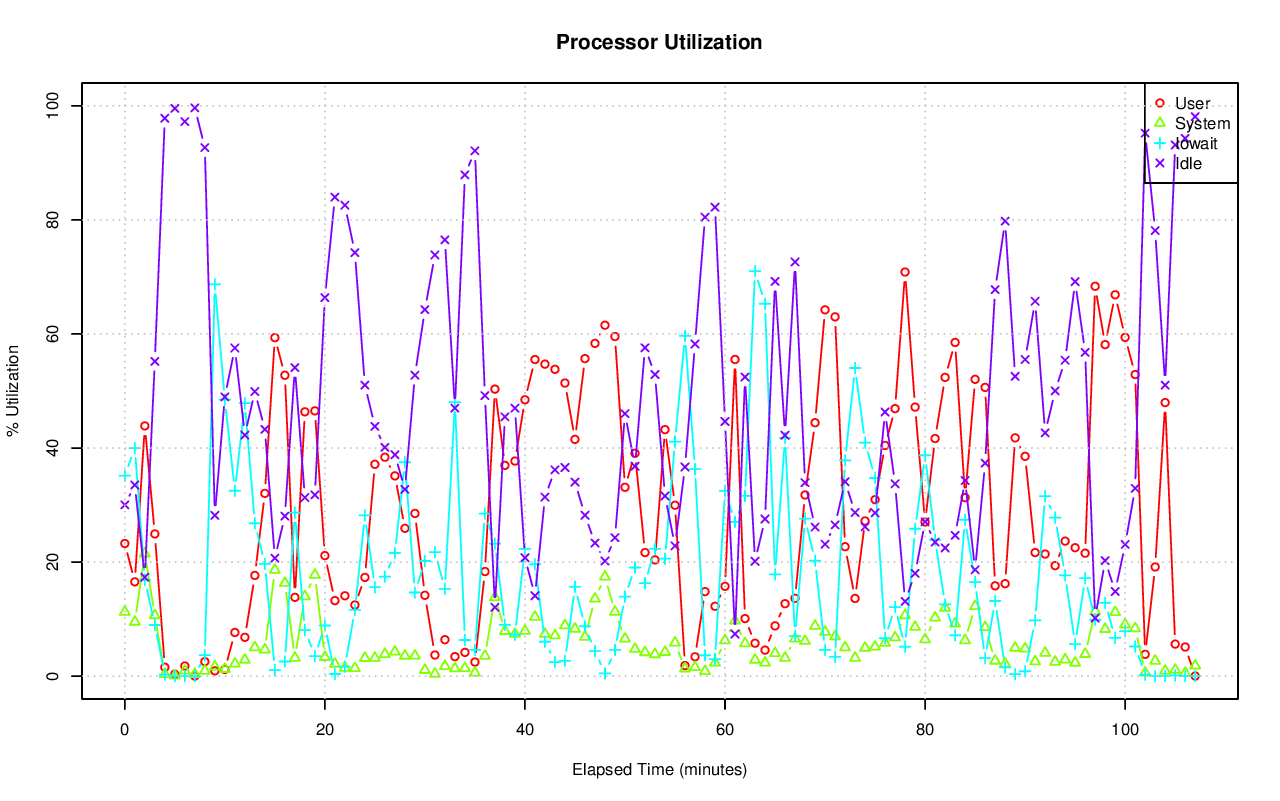 Processor Utilization
% Utilization
100
80
60
40
20
0
User
System
Iowait
Idle
0 20 40 60 80 100
Elapsed Time (minutes)